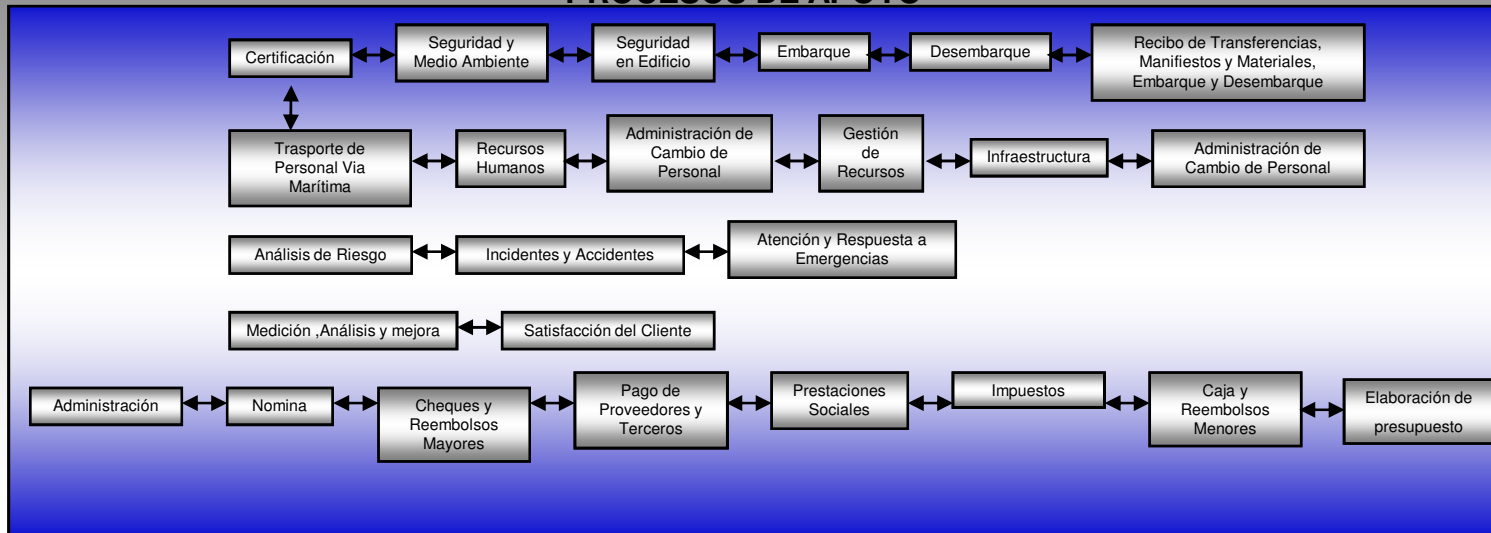 PROCESOS DE APOYO
Certificación
Seguridad y
Medio Ambiente
Seguridad
en Edificio
Embarque
Desembarque
Recibo de Transferencias,
Manifiestos y Materiales,
Embarque y Desembarque
Trasporte de
Personal Via
Marítima
Recursos
Humanos
Administración de
Cambio de
Personal
Gestión
de
Recursos
Infraestructura
Administración de
Cambio de Personal
Análisis de Riesgo
Incidentes y Accidentes
Atención y Respuesta a
Emergencias
Medición ,Análisis y mejora
Satisfacción del Cliente
Administración
Nomina
Cheques y
Reembolsos
Mayores
Pago de
Proveedores y
Terceros
Prestaciones
Sociales
Impuestos
Caja y
Reembolsos
Menores
Elaboración de
presupuesto